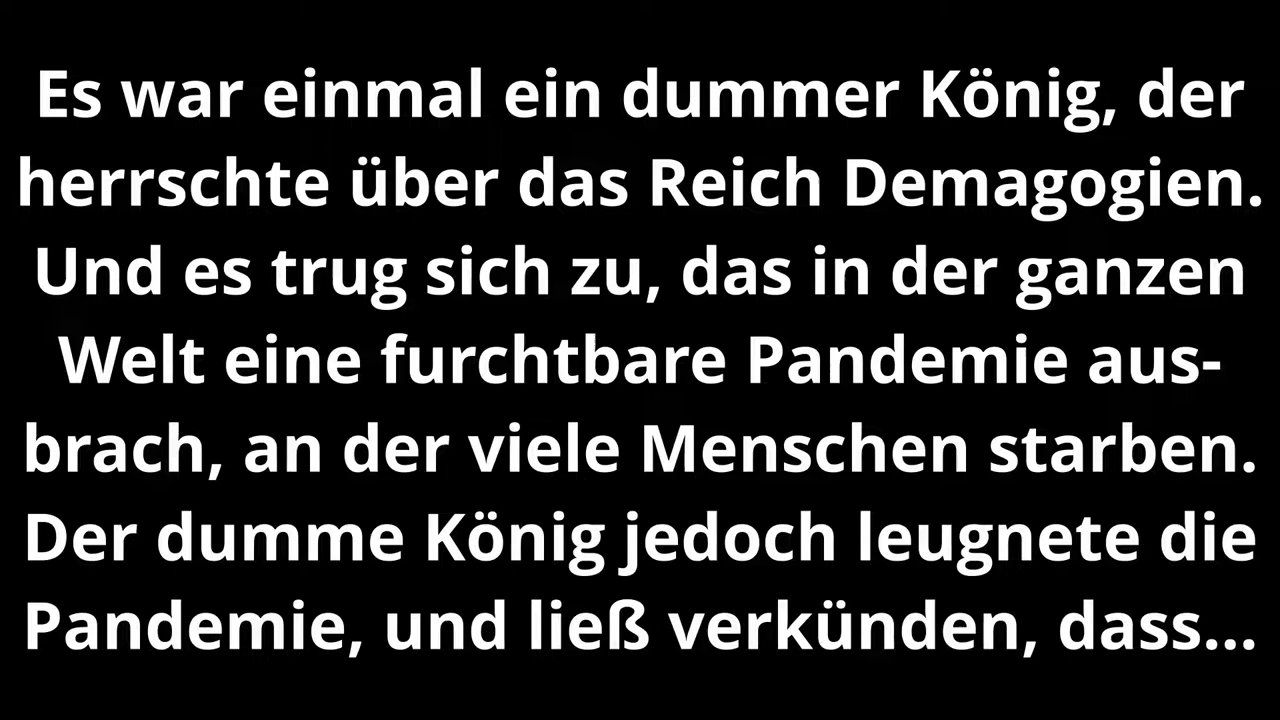 Es war einmal ein dummer König, der
herrschte über das Reich Demagogien.
Und es trug sich zu, das in der ganzen
Welt eine furchtbare Pandemie aus-
brach, an der viele Menschen starben.
Der dumme König jedoch leugnete die
Pandemie, und ließ verkünden, dass...